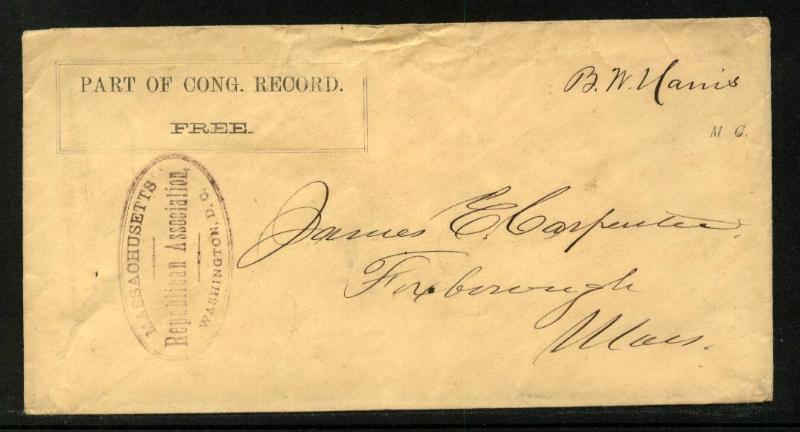 PART OF CONG. RECORD.
FREE.
B. W. Harris
M C.
MASSACHUSETTS
Republican Association,
WASHINGTON, D.C.
James E. Carpenter.
Foxborough
Mass.